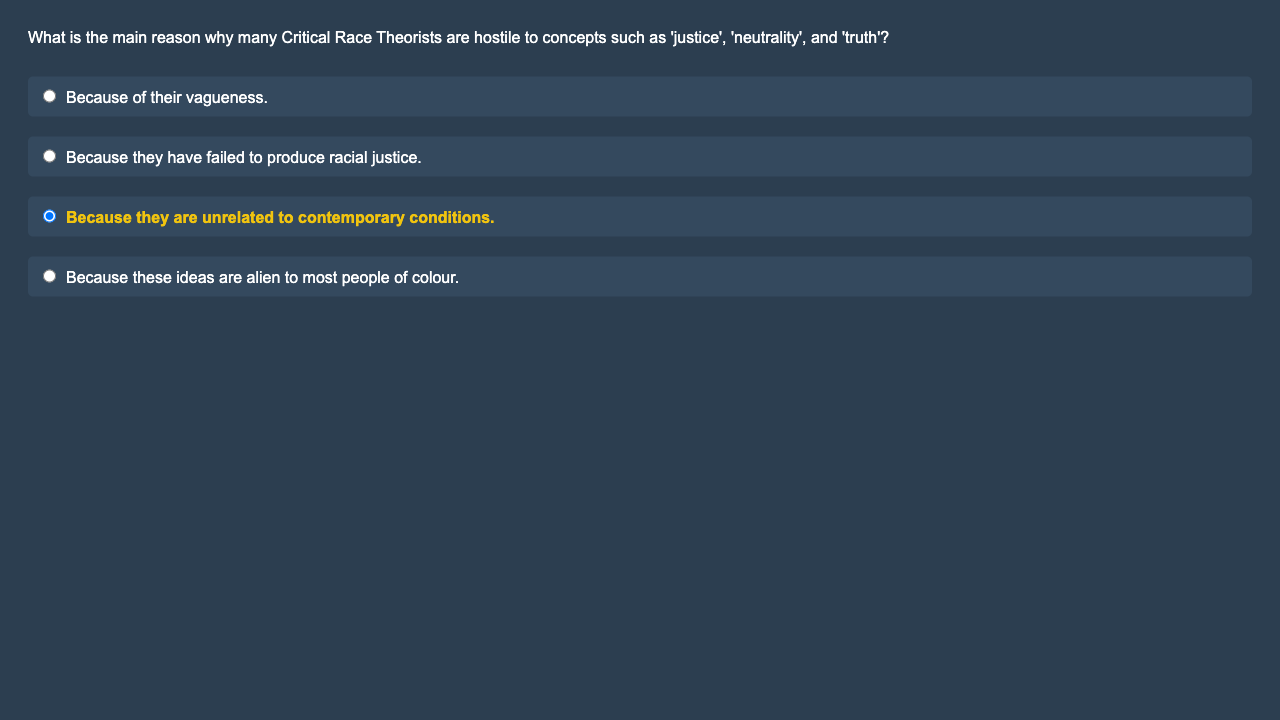 What is the main reason why many Critical Race Theorists are hostile to concepts such as 'justice', 'neutrality', and 'truth'?
Because of their vagueness.
Because they have failed to produce racial justice.
Because they are unrelated to contemporary conditions.
Because these ideas are alien to most people of colour.